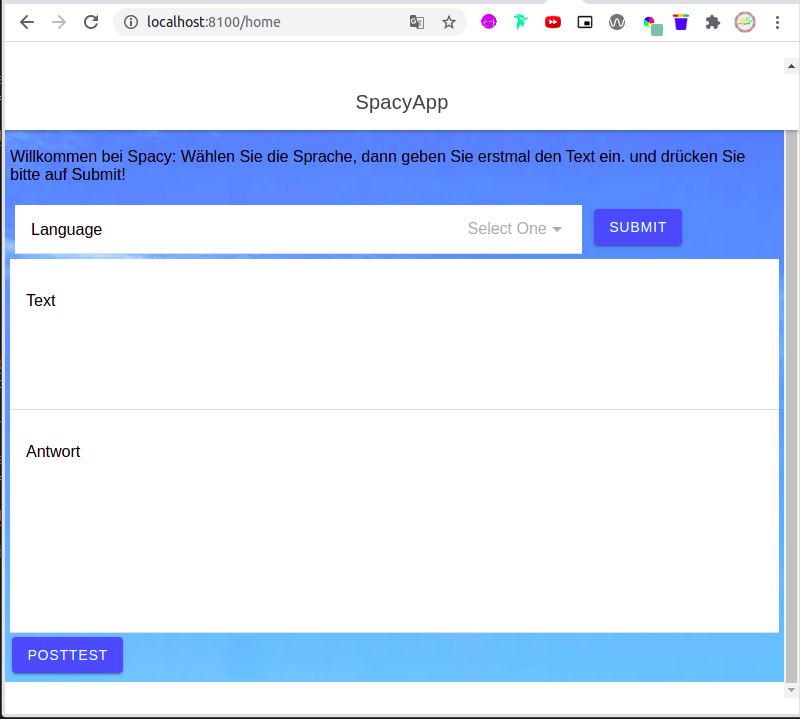 localhost:8100/home
SpacyApp
Willkommen bei Spacy: Wählen Sie die Sprache, dann geben Sie erstmal den Text ein. und drücken Sie
bitte auf Submit!
Language Select One SUBMIT
Text
Antwort
POSTTEST